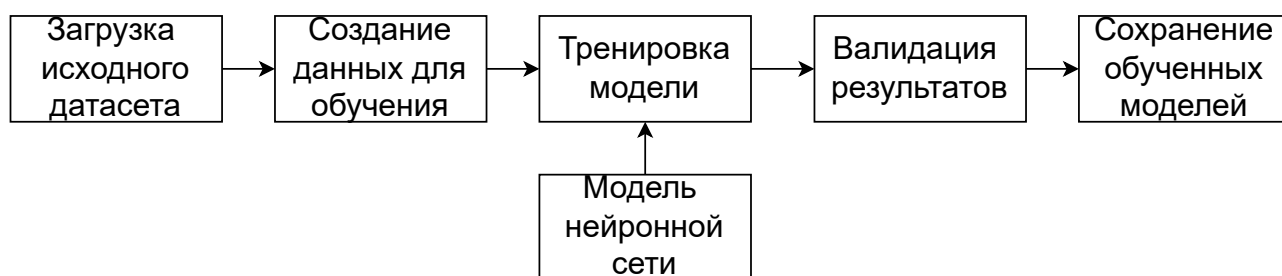 Загрузка
исходного
датасета
Создание
данных для
обучения
Тренировка
модели
Валидация
результатов
Сохранение
обученных
моделей
Модель
нейронной
сети